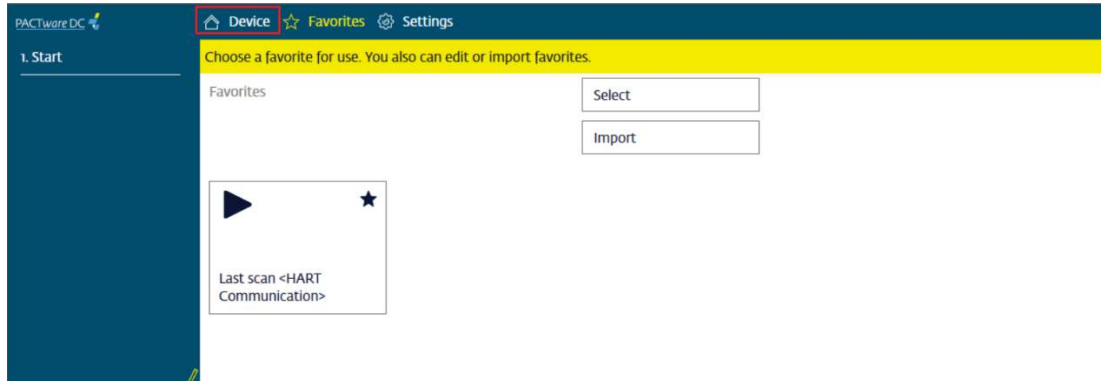 PACTware DC
Device Favorites Settings
1. Start
Choose a favorite for use. You also can edit or import favorites.
Favorites
Select
Import
Last scan <HART
Communication>